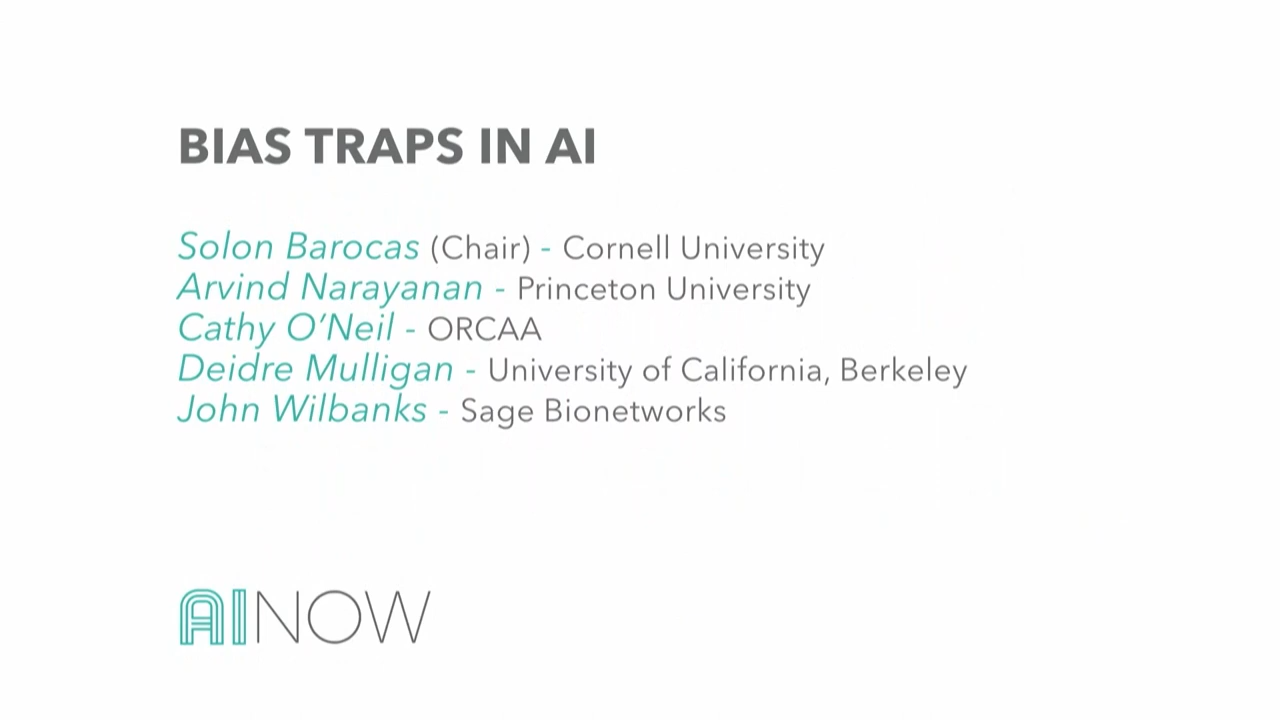 BIAS TRAPS IN AI
Solon Barocas (Chair) - Cornell University
Arvind Narayanan - Princeton University
Cathy O’Neil - ORCAA
Deidre Mulligan - University of California, Berkeley
John Wilbanks - Sage Bionetworks
AINOW